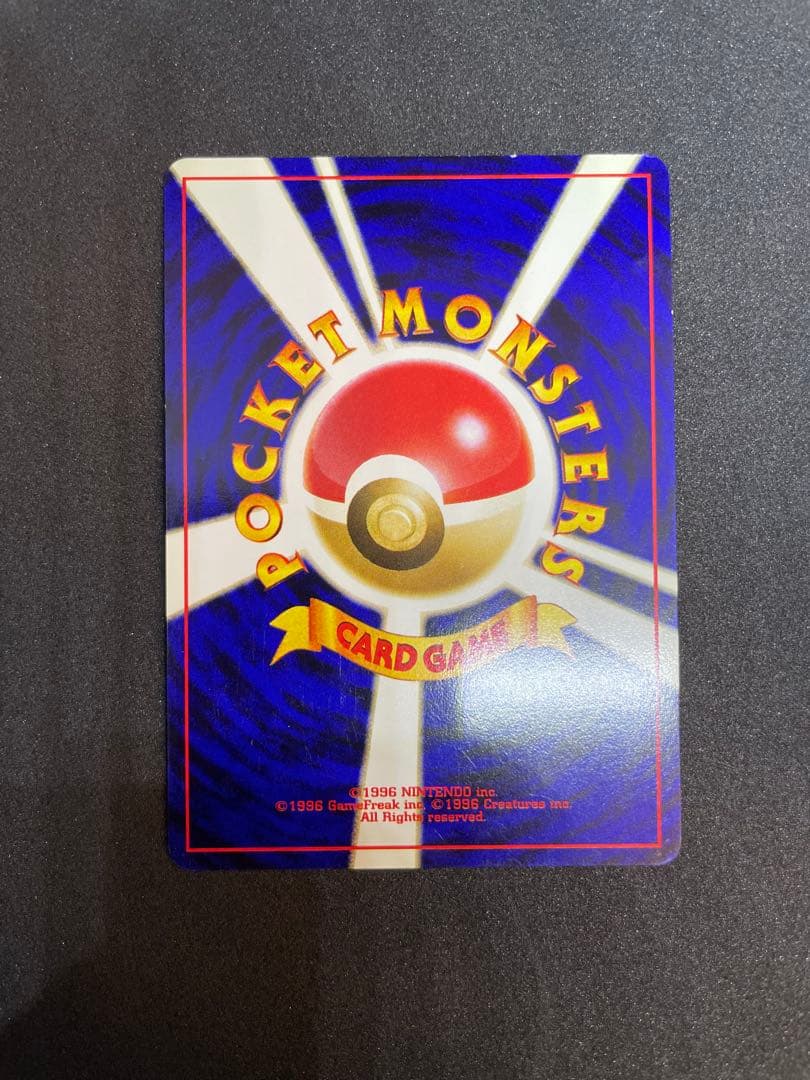 POCKET MONSTERS
CARD GAME
©1996 NINTENDO inc.
©1996 GameFreak inc. ©1996 Creatures inc.
All Rights reserved.